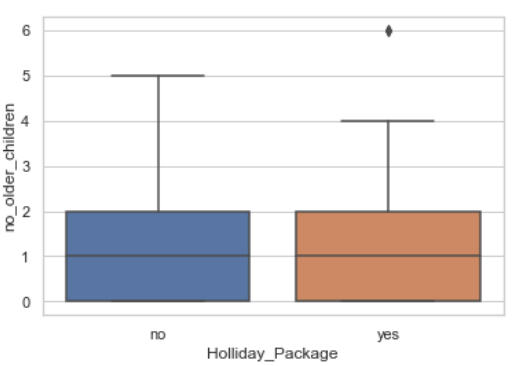 6
5
4
3
2
1
0
no_older_children
no
yes
Holliday_Package